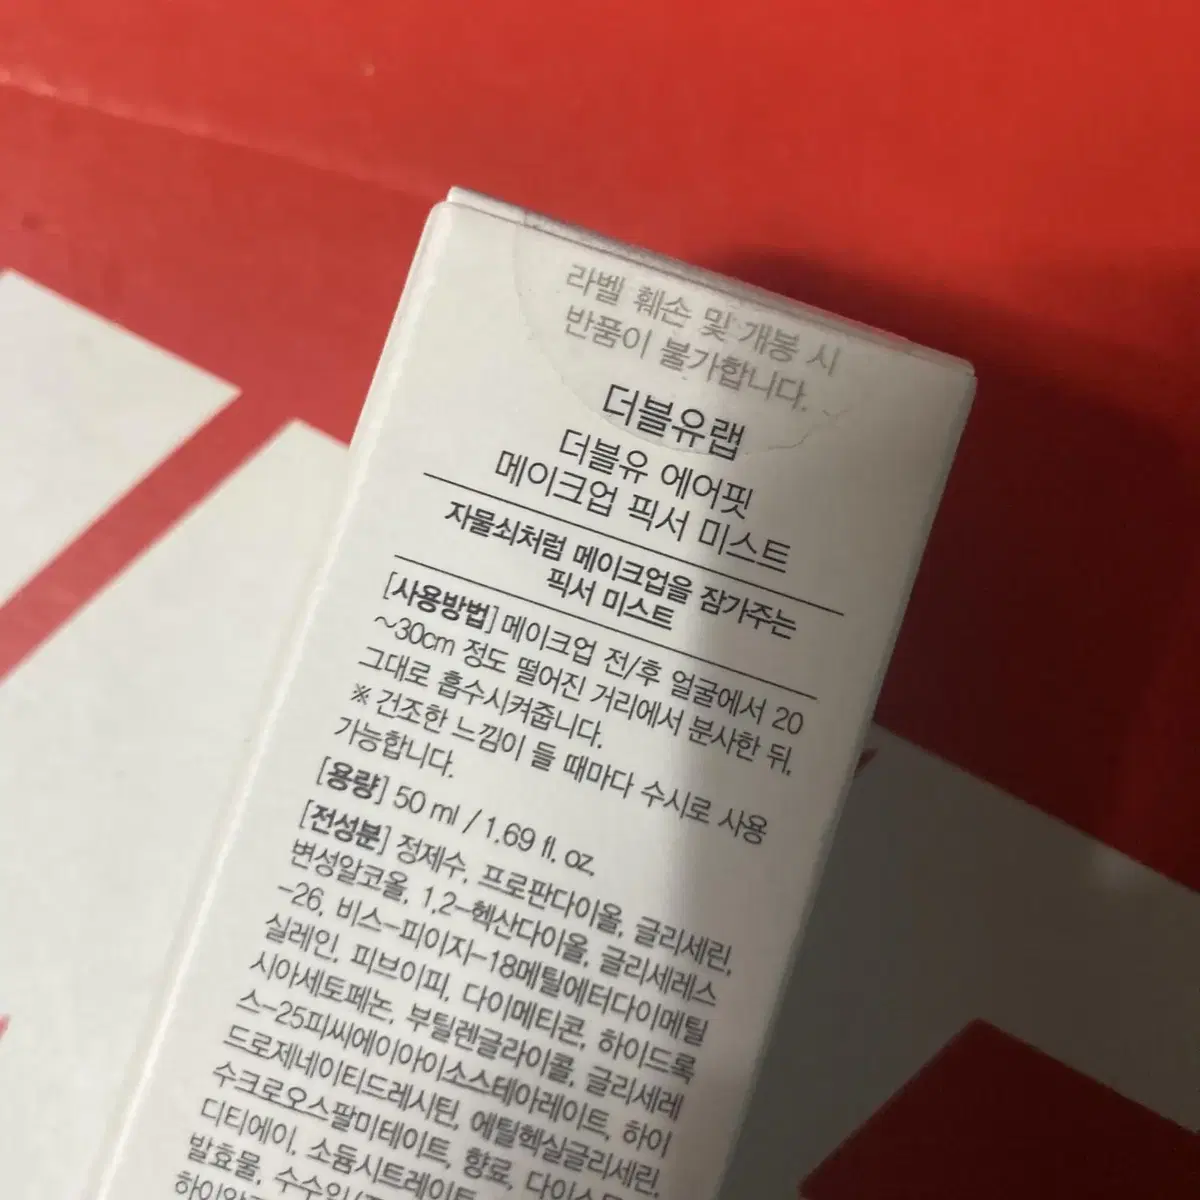 라벨 훼손 및 개봉 시
반품이 불가합니다.
더블유랩
더블유 에어핏
메이크업 픽서 미스트
자물쇠처럼 메이크업을 잠가주는
픽서 미스트
[사용방법] 메이크업 전/후 얼굴에서 20
~30cm 정도 떨어진 거리에서 분사한 뒤,
그대로 흡수시켜줍니다.
※ 건조한 느낌이 들 때마다 수시로 사용
가능합니다.
[용량] 50 ml / 1.69 fl. oz.
[전성분] 정제수, 프로판다이올, 글리세린,
변성알코올, 1,2-헥산다이올, 글리세레스
-26, 비스-피이지-18메틸에터다이메틸
실레인, 피브이피, 다이메티콘, 하이드록
시아세토페논, 부틸렌글라이콜, 글리세레
스-25피씨에이아이소스테아레이트, 하이
드로제네이티드레시틴, 에틸헥실글리세린,
수크로오스팔미테이트, 향료, 다이소듐
디티에이, 소듐시트레이트,
발효물,